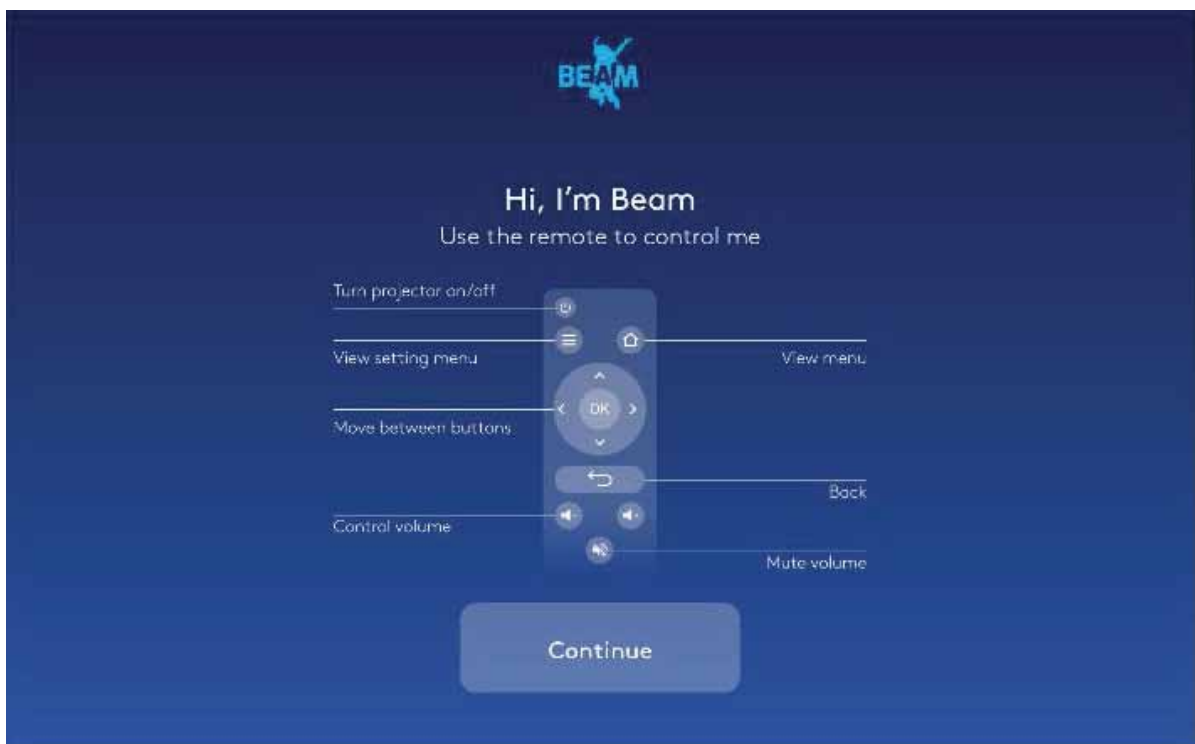 BEAM
Hi, I'm Beam
Use the remote to control me
Turn projector on/off
View setting menu
View menu
Move between buttons
OK
Back
Control volume
Mute volume
Continue